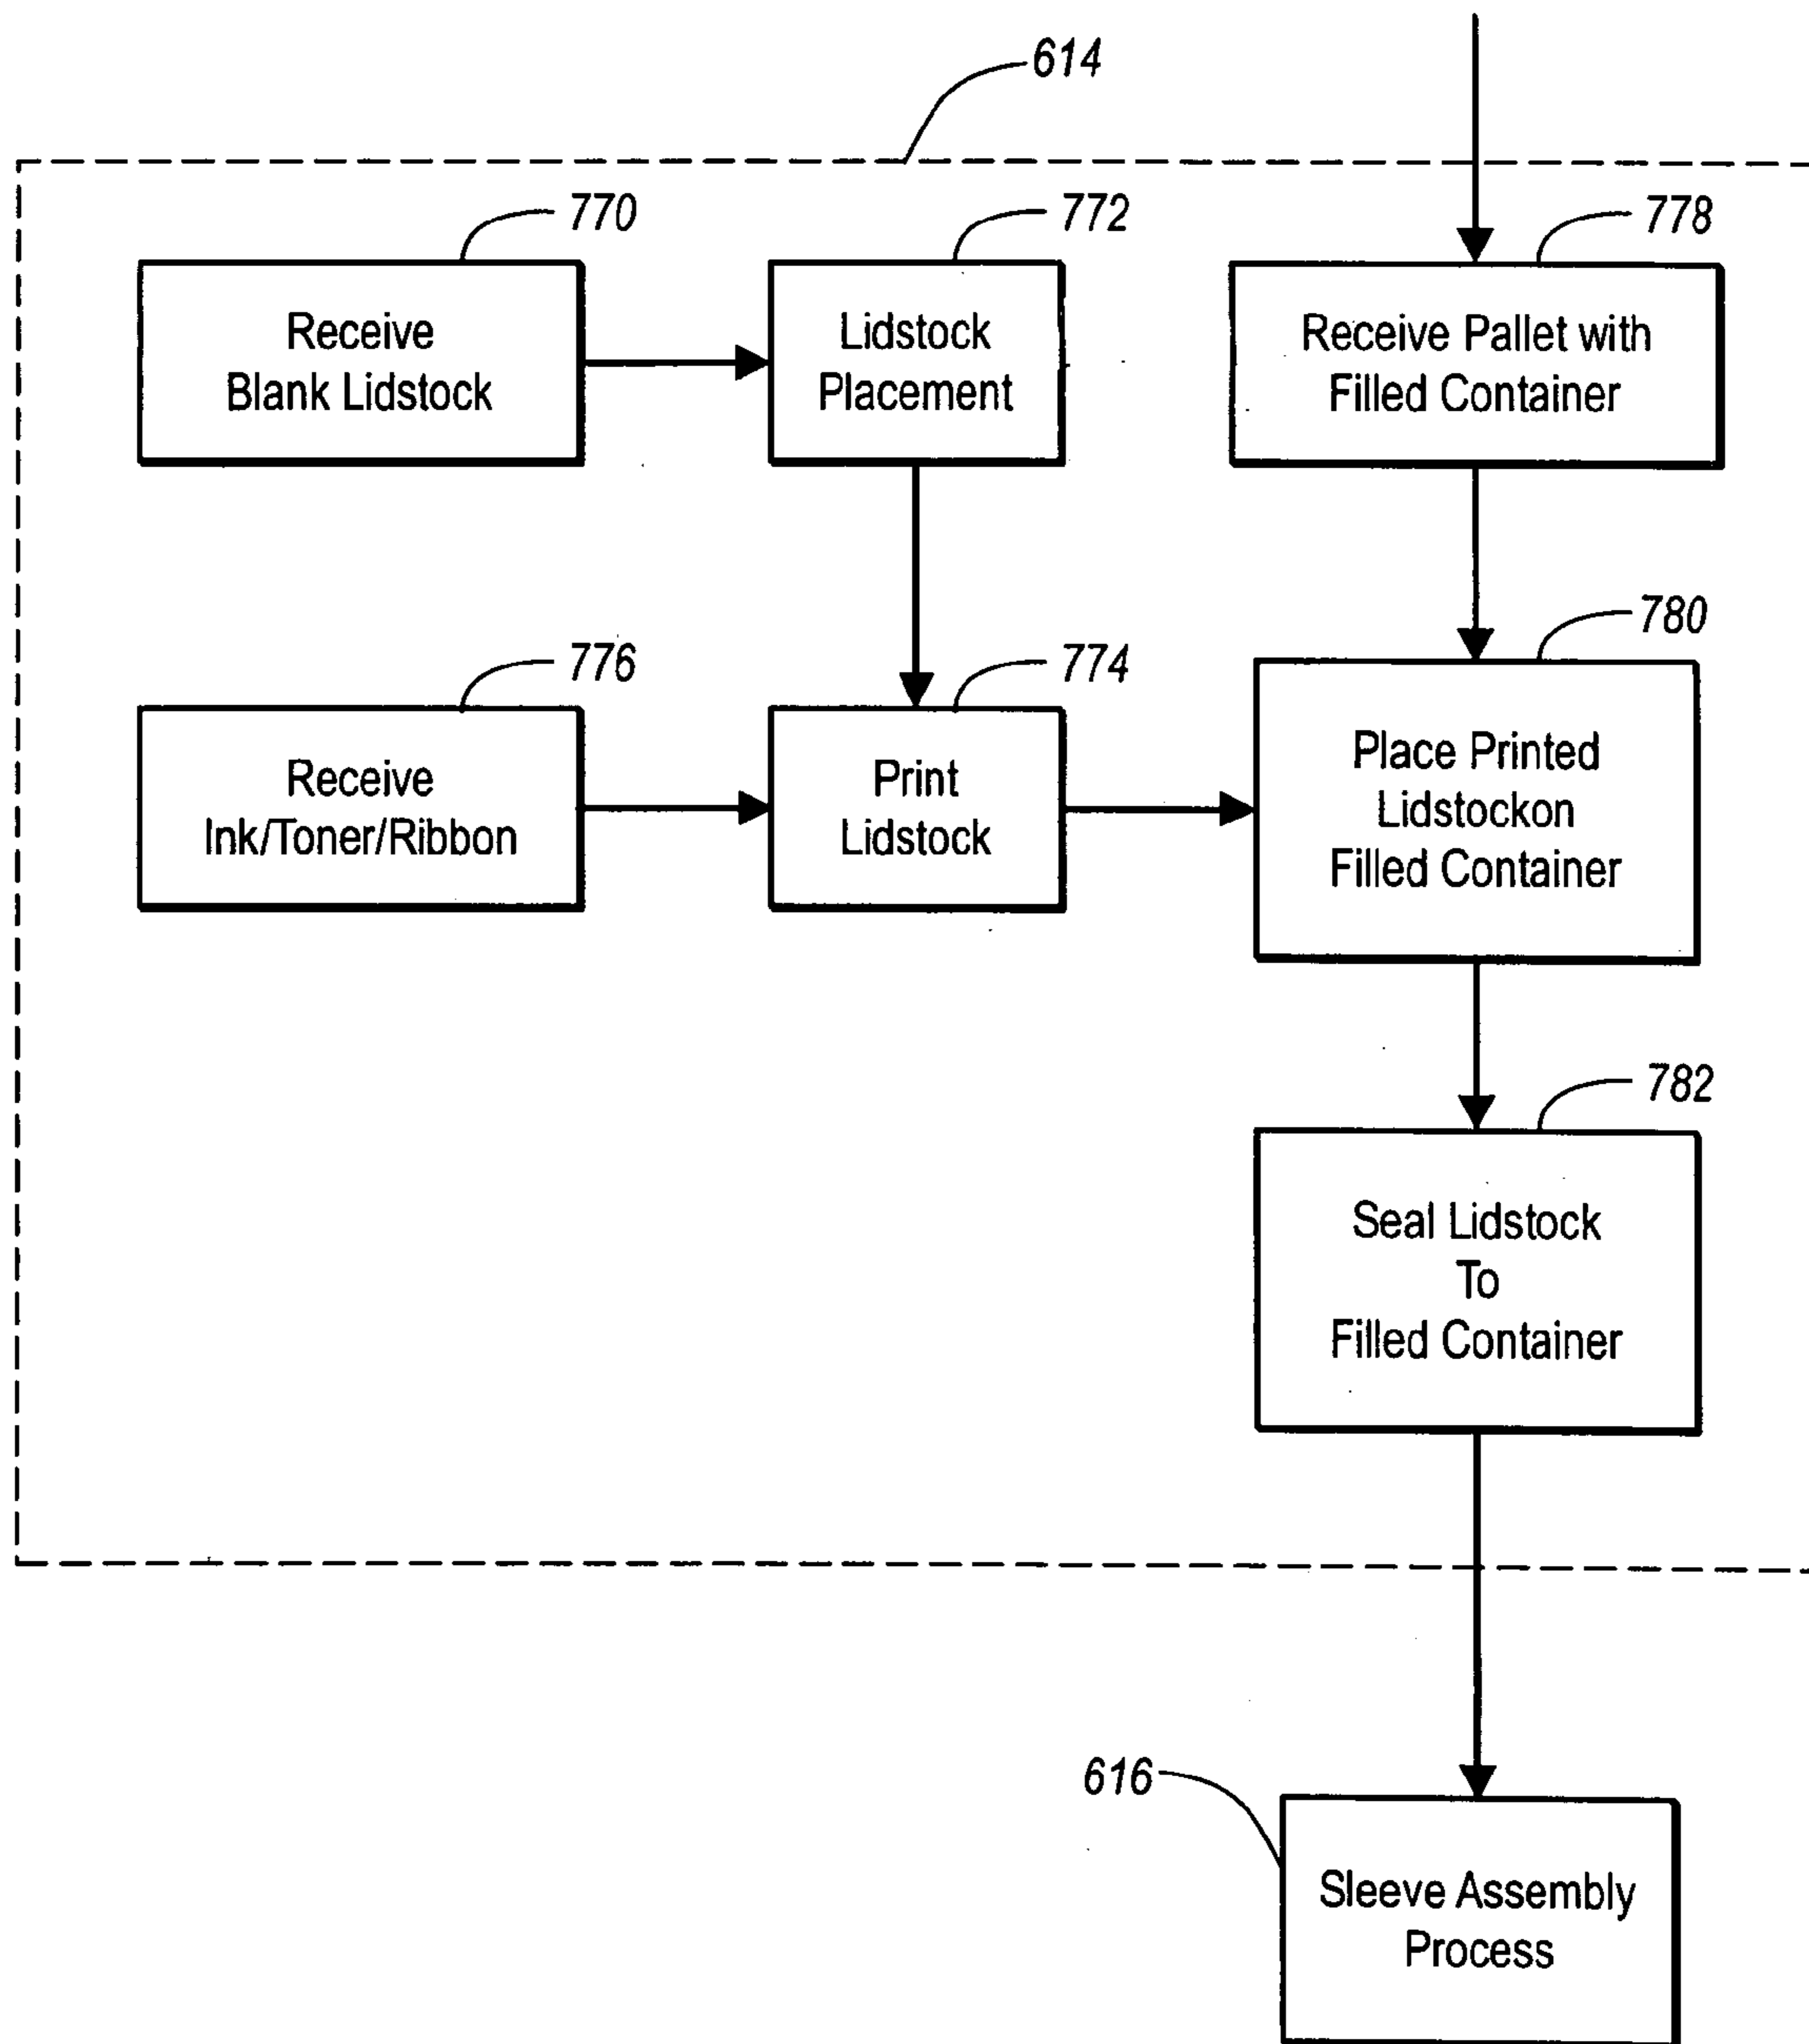 614
770
Receive
Blank Lidstock
772
Lidstock
Placement
778
Receive Pallet with
Filled Container
776
Receive
Ink/Toner/Ribbon
774
Print
Lidstock
780
Place Printed
Lidstockon
Filled Container
782
Seal Lidstock
To
Filled Container
616
Sleeve Assembly
Process